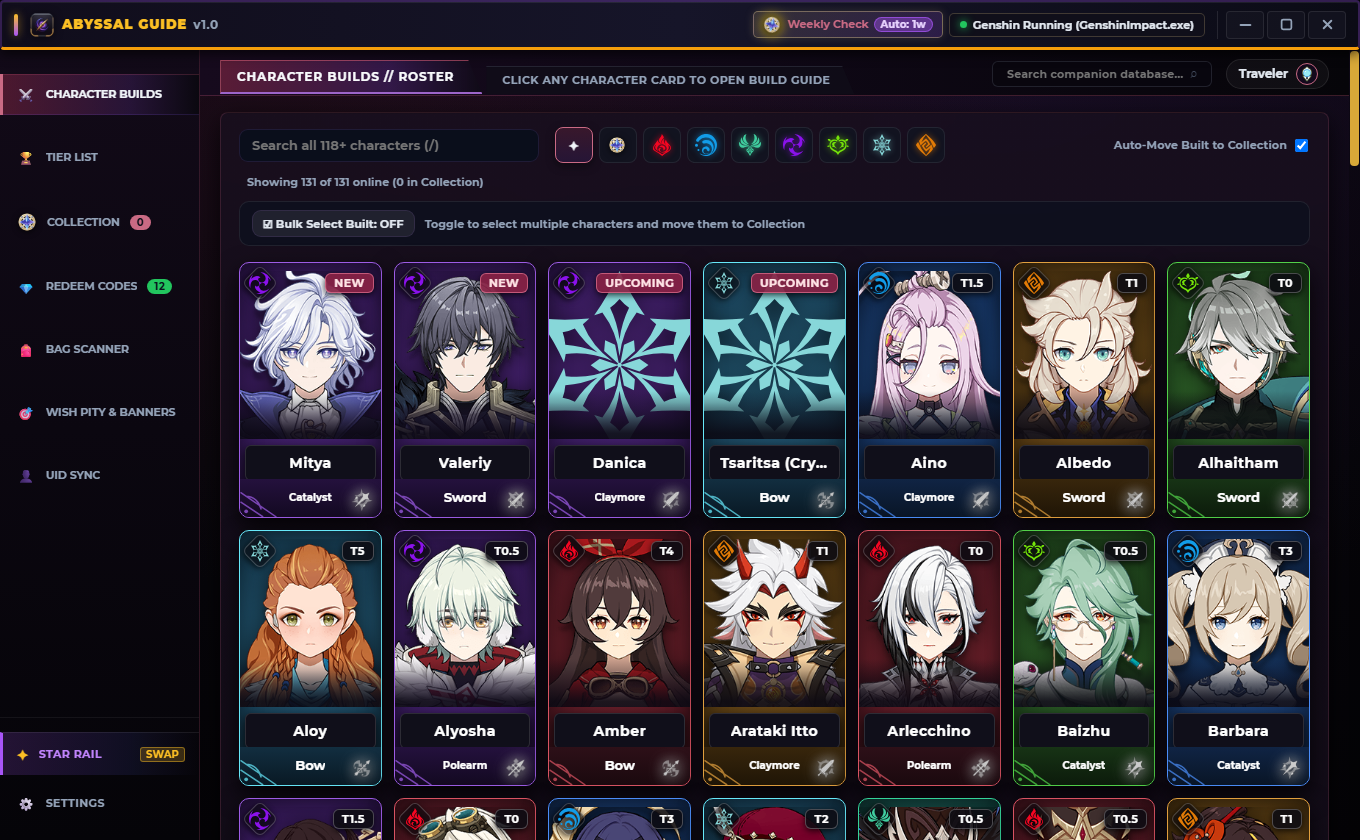 ABYSSAL GUIDE v1.0
Weekly Check Auto: 1w
Genshin Running (GenshinImpact.exe)
CHARACTER BUILDS // ROSTER
CLICK ANY CHARACTER CARD TO OPEN BUILD GUIDE
Search companion database...
Traveler
CHARACTER BUILDS
TIER LIST
COLLECTION 0
REDEEM CODES 12
BAG SCANNER
WISH PITY & BANNERS
UID SYNC
STAR RAIL SWAP
SETTINGS
Search all 118+ characters (/)
Auto-Move Built to Collection
Showing 131 of 131 online (0 in Collection)
Bulk Select Built: OFF
Toggle to select multiple characters and move them to Collection
NEW
Mitya
Catalyst
NEW
Valeriy
Sword
UPCOMING
Danica
Claymore
UPCOMING
Tsaritsa (Cry...
Bow
T1.5
Aino
Claymore
T1
Albedo
Sword
T0
Alhaitham
Sword
T5
Aloy
Bow
T0.5
Alyosha
Polearm
T4
Amber
Bow
T1
Arataki Itto
Claymore
T0
Arlecchino
Polearm
T0.5
Baizhu
Catalyst
T3
Barbara
Catalyst
T1.5
T0
T3
T2
T0.5
T0.5
T1